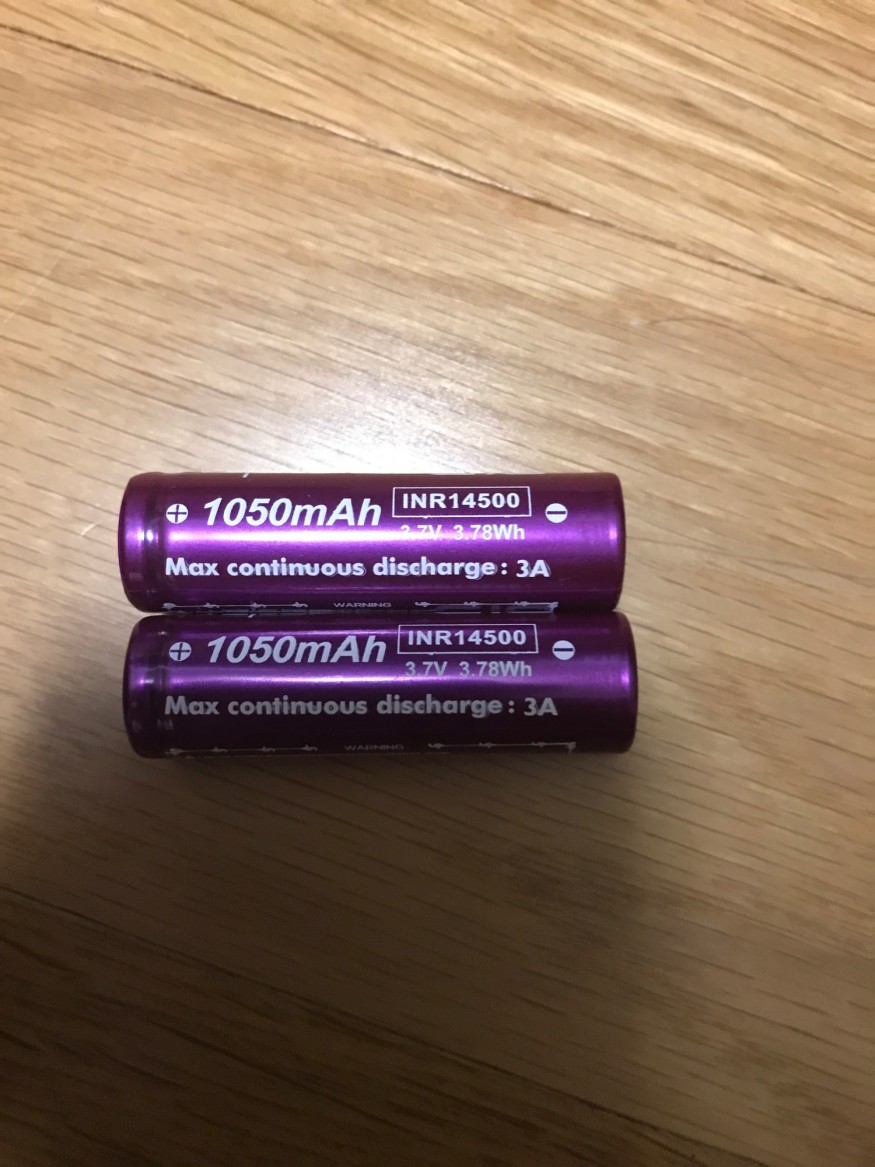 + 1050mAh INR14500 −
3.7V 3.78Wh
Max continuous discharge: 3A
WARNING
+ 1050mAh INR14500 −
3.7V 3.78Wh
Max continuous discharge: 3A
WARNING